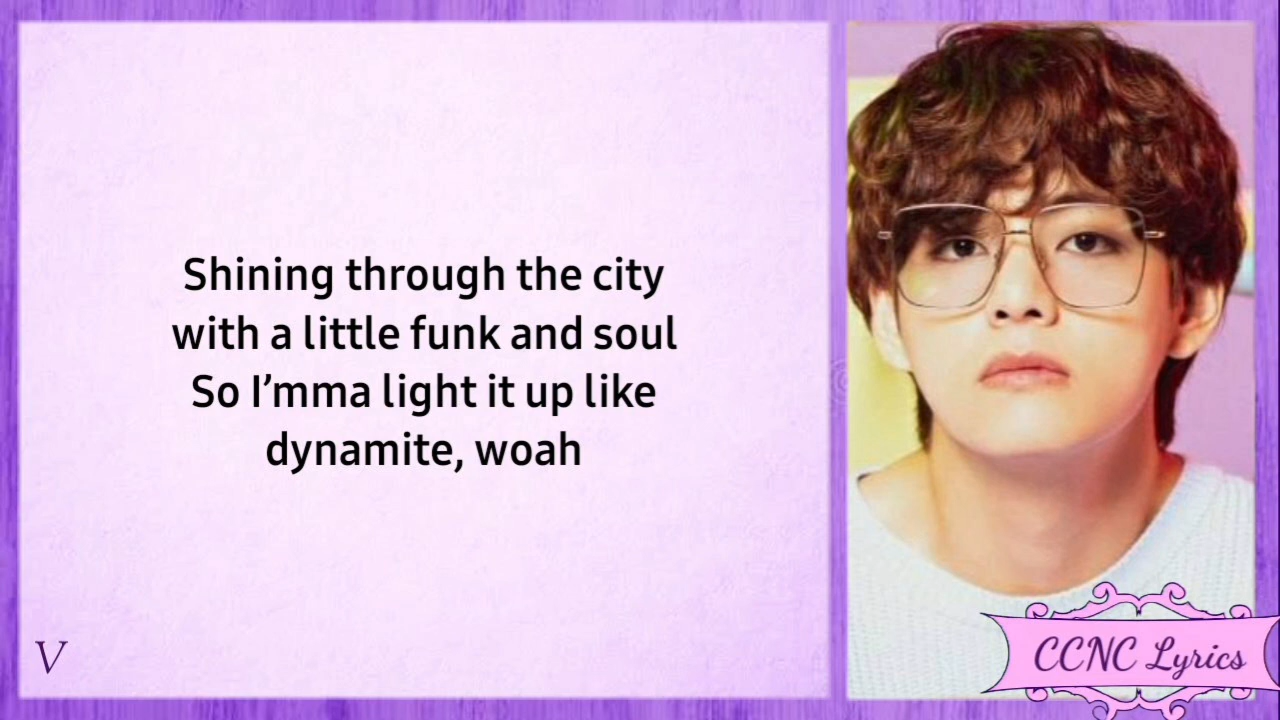 Shining through the city
with a little funk and soul
So I’mma light it up like
dynamite, woah
V
CCNC Lyrics